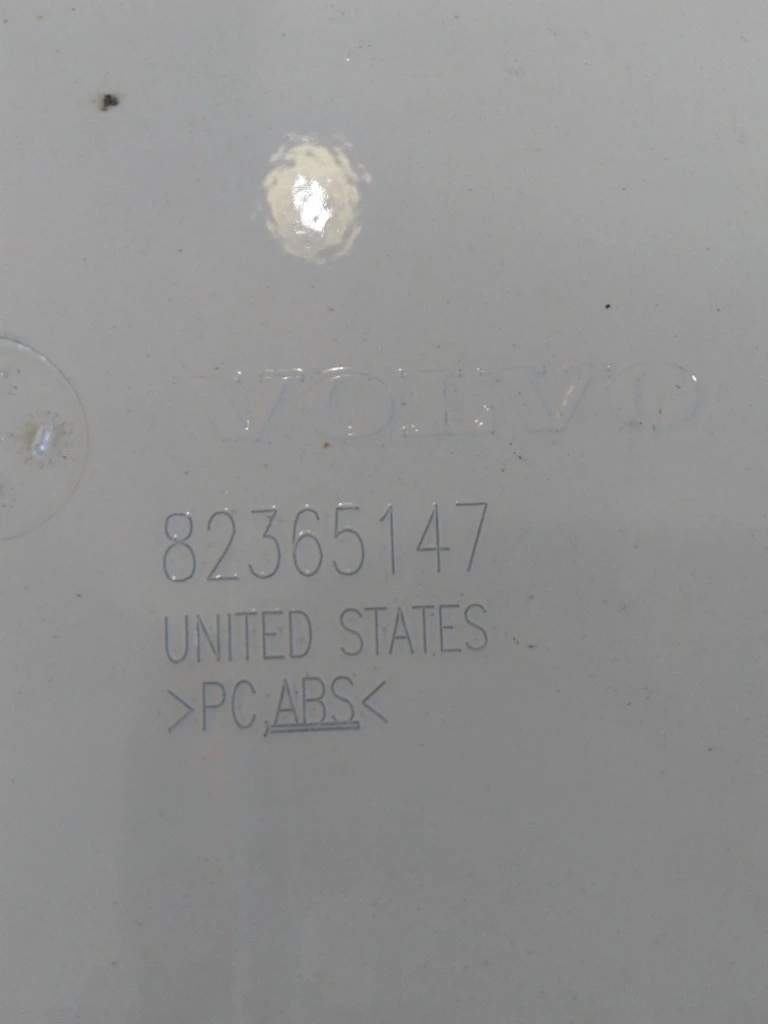 VOLVO
82365147
UNITED STATES
>PC,ABS<